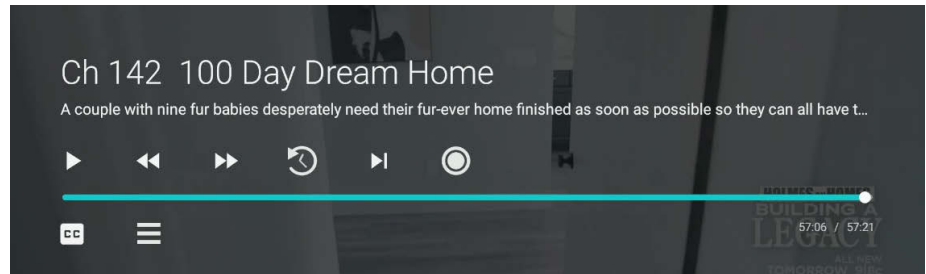 Ch 142 100 Day Dream Home
A couple with nine fur babies desperately need their fur-ever home finished as soon as possible so they can all have t...
HOLMES HOMES
BUILDING A
LEGACY
57:06 / 57:21
CC
ALL NEW
TOMORROW